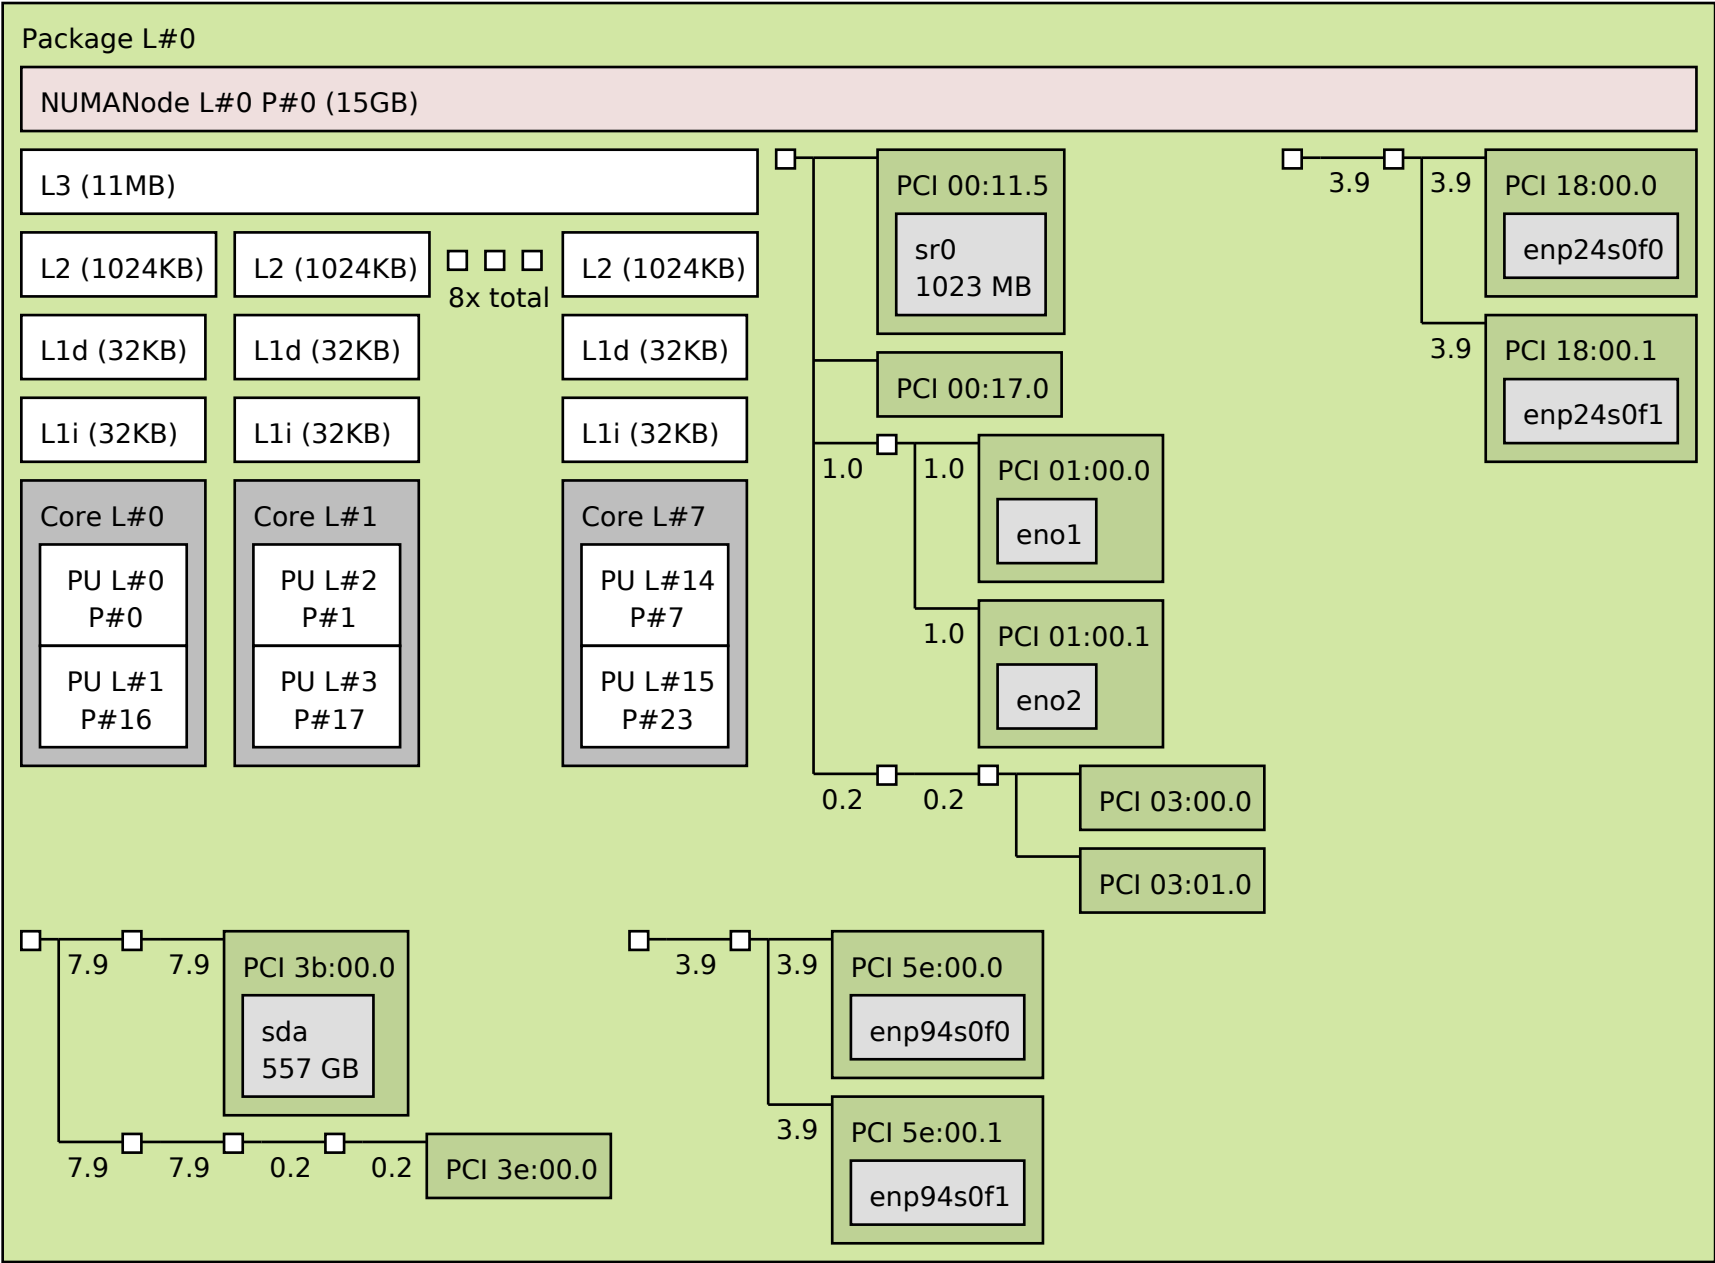 Package L#0
NUMANode L#0 P#0 (15GB)
L3 (11MB)
L2 (1024KB)
L2 (1024KB)
8x total
L2 (1024KB)
L1d (32KB)
L1d (32KB)
L1d (32KB)
L1i (32KB)
L1i (32KB)
L1i (32KB)
Core L#0
PU L#0
P#0
PU L#1
P#16
Core L#1
PU L#2
P#1
PU L#3
P#17
Core L#7
PU L#14
P#7
PU L#15
P#23
PCI 00:11.5
sr0
1023 MB
PCI 00:17.0
1.0
1.0
PCI 01:00.0
eno1
1.0
PCI 01:00.1
eno2
0.2
0.2
PCI 03:00.0
PCI 03:01.0
3.9
3.9
PCI 18:00.0
enp24s0f0
3.9
PCI 18:00.1
enp24s0f1
7.9
7.9
PCI 3b:00.0
sda
557 GB
7.9
7.9
0.2
0.2
PCI 3e:00.0
3.9
3.9
PCI 5e:00.0
enp94s0f0
3.9
PCI 5e:00.1
enp94s0f1